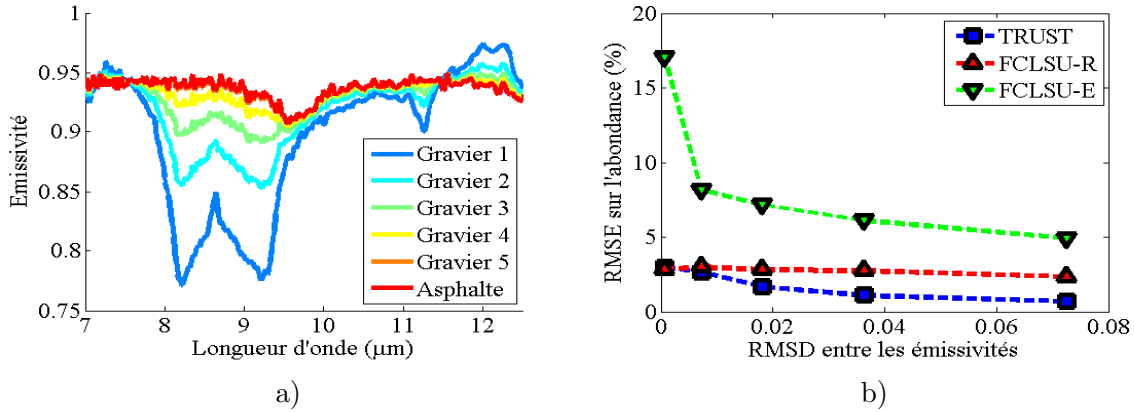 1
0.95
0.9
0.85
0.8
0.75
Emissivité
7
8
9
10
11
12
Longueur d'onde (µm)
Gravier 1
Gravier 2
Gravier 3
Gravier 4
Gravier 5
Asphalte
a)
20
15
10
5
0
RMSE sur l'abondance (%)
0
0.02
0.04
0.06
0.08
RMSD entre les émissivités
TRUST
FCLSU-R
FCLSU-E
b)